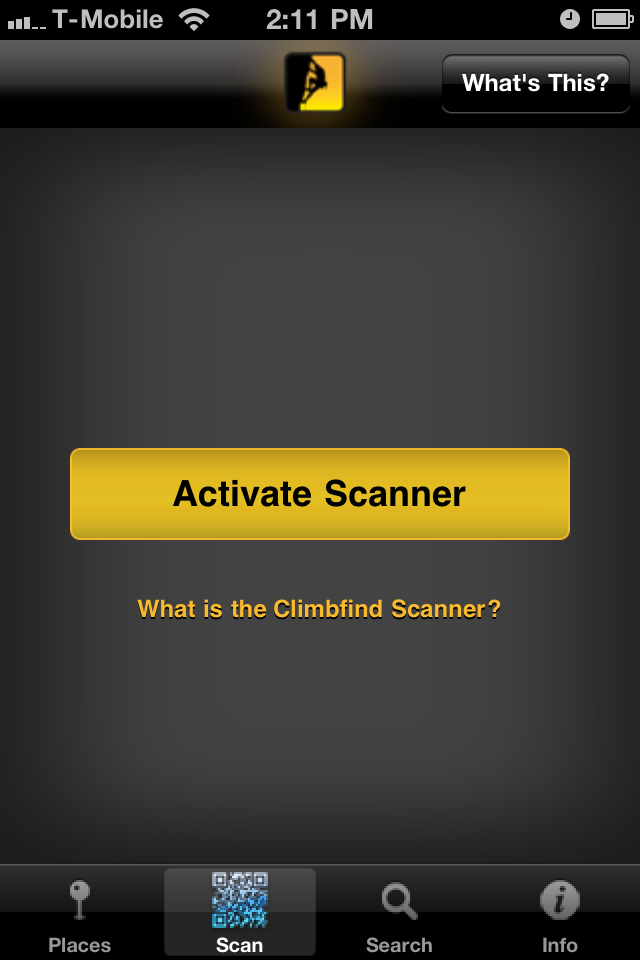 T-Mobile 2:11 PM
What's This?
Activate Scanner
What is the Climbfind Scanner?
Places Scan Search Info